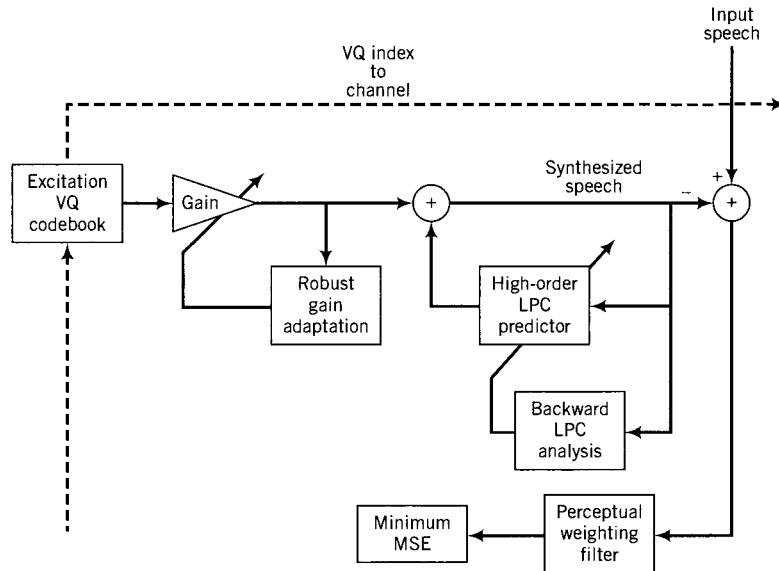 Input
speech
VQ index
to
channel
Excitation
VQ
codebook
Gain
+
Synthesized
speech
−
+
+
Robust
gain
adaptation
High-order
LPC
predictor
Backward
LPC
analysis
Minimum
MSE
Perceptual
weighting
filter